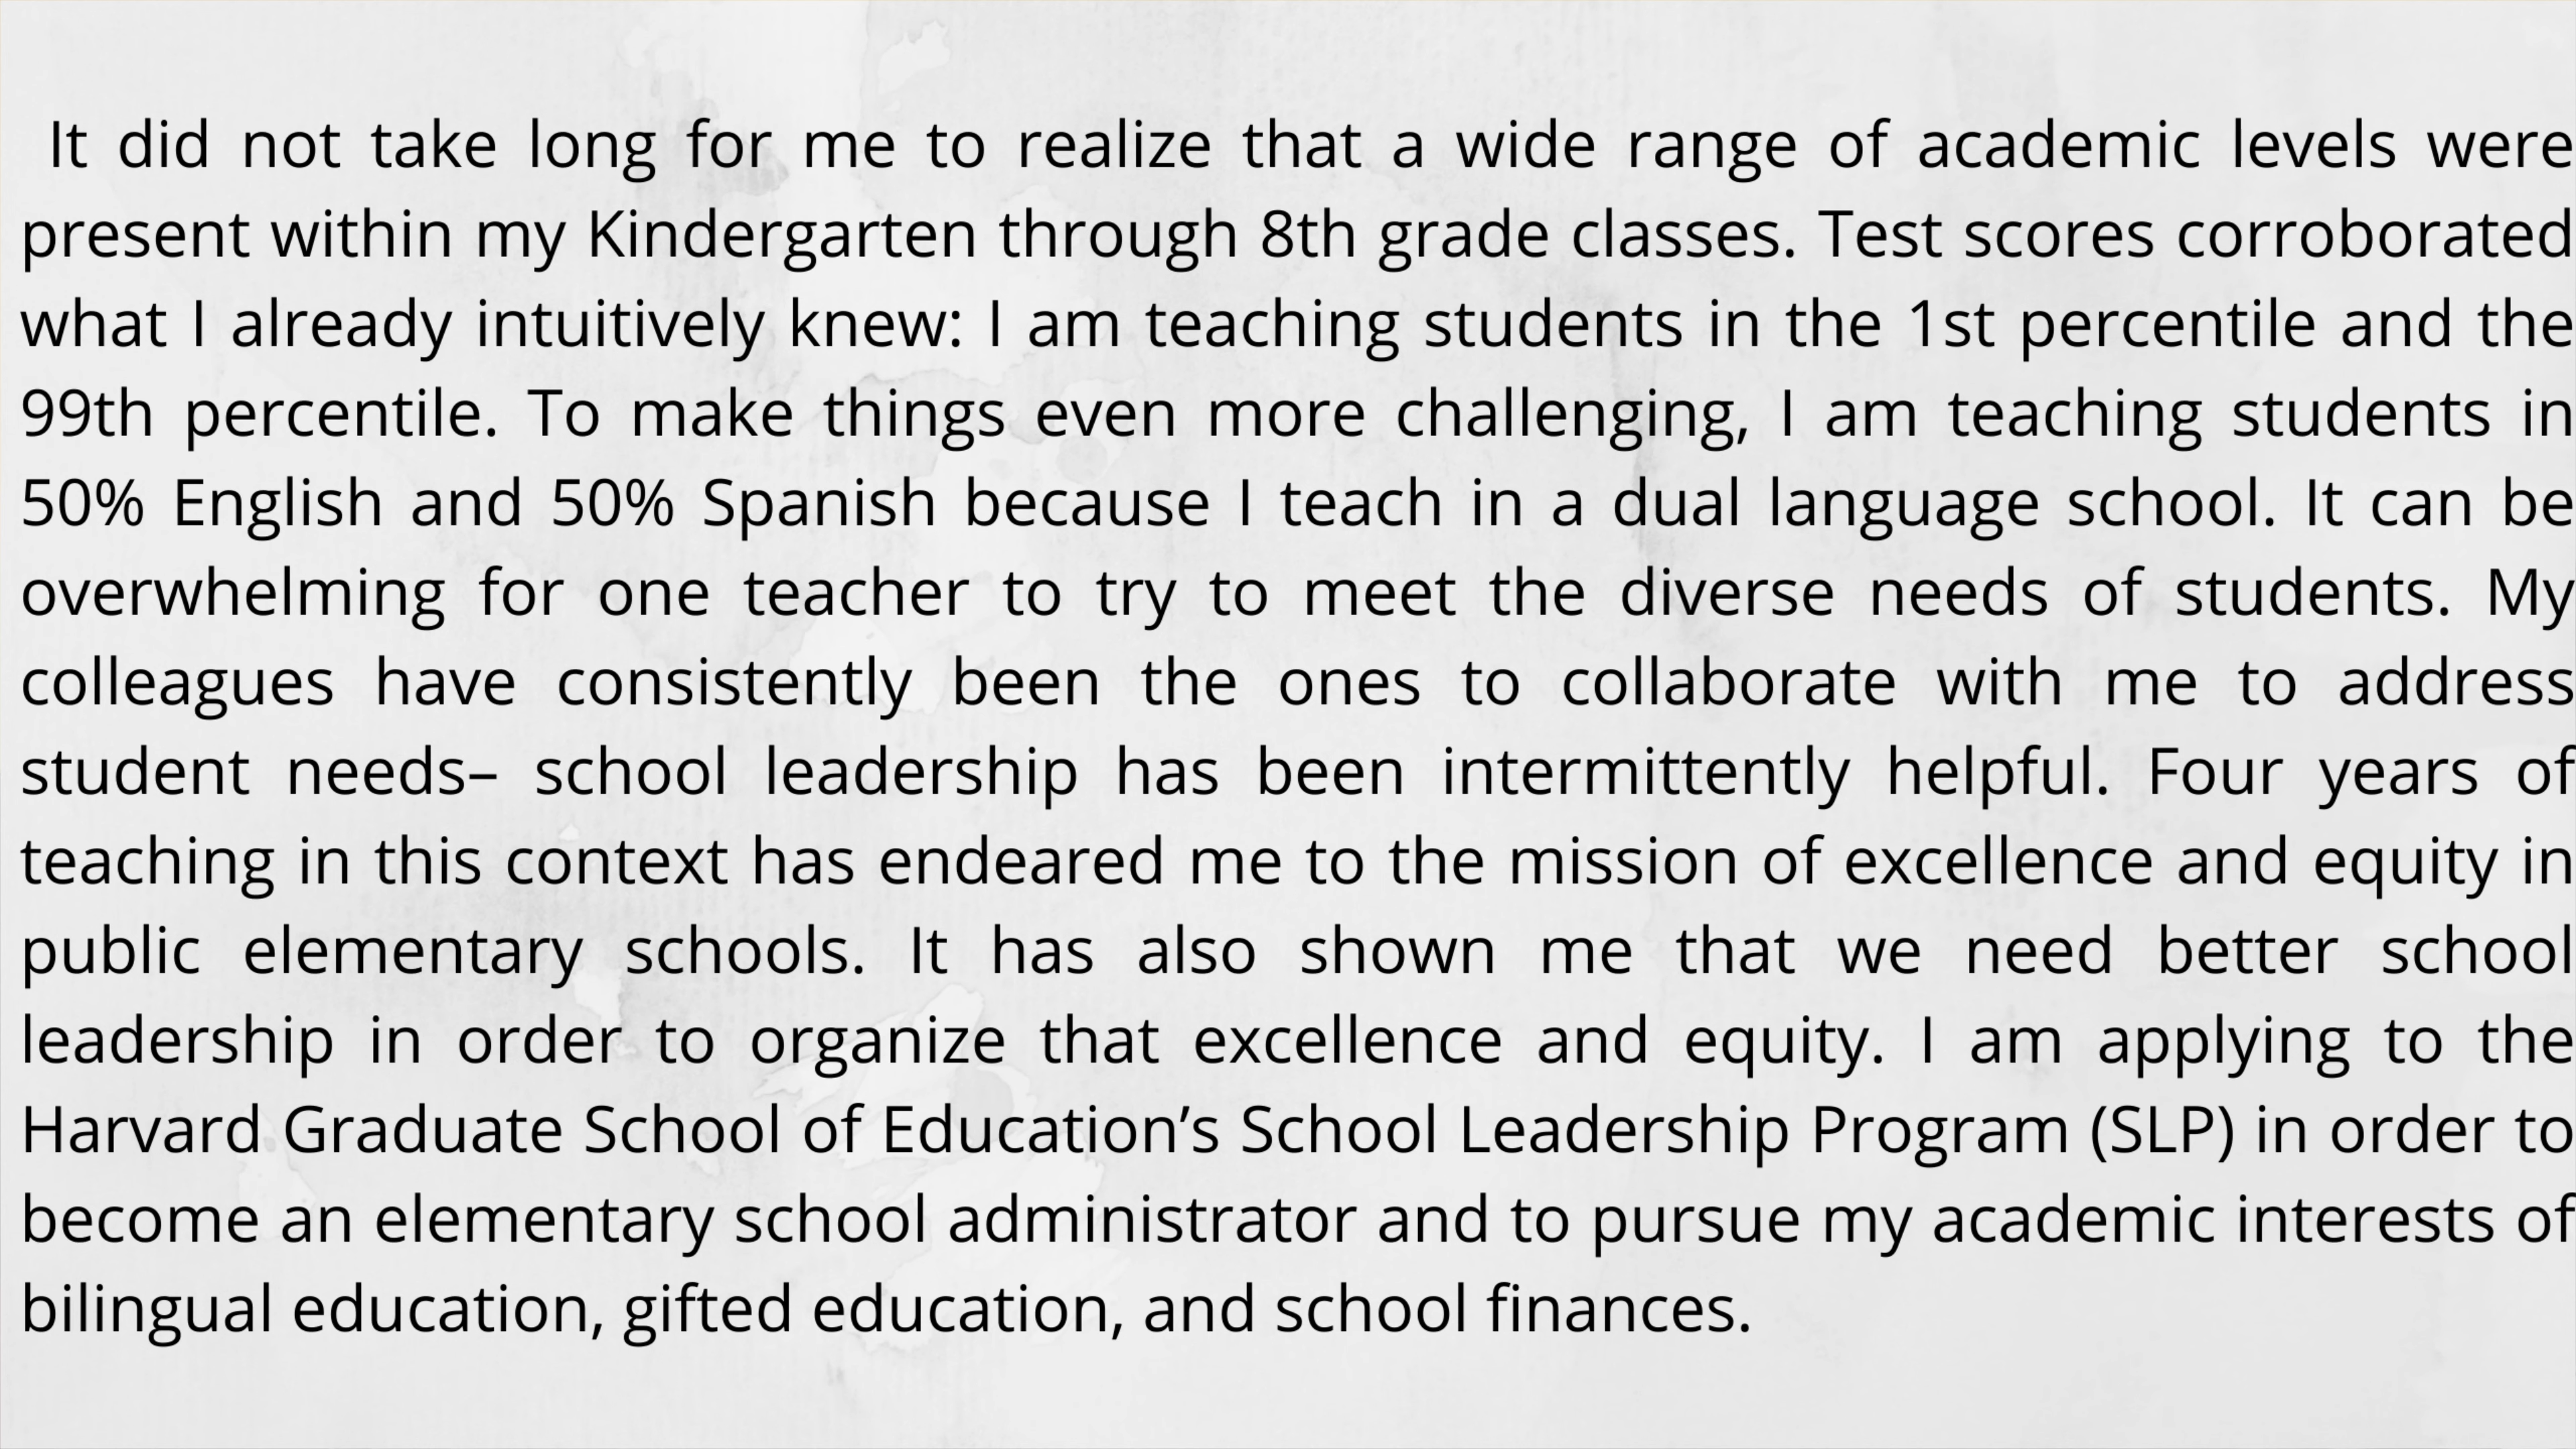 It did not take long for me to realize that a wide range of academic levels were
present within my Kindergarten through 8th grade classes. Test scores corroborated
what I already intuitively knew: I am teaching students in the 1st percentile and the
99th percentile. To make things even more challenging, I am teaching students in
50% English and 50% Spanish because I teach in a dual language school. It can be
overwhelming for one teacher to try to meet the diverse needs of students. My
colleagues have consistently been the ones to collaborate with me to address
student needs– school leadership has been intermittently helpful. Four years of
teaching in this context has endeared me to the mission of excellence and equity in
public elementary schools. It has also shown me that we need better school
leadership in order to organize that excellence and equity. I am applying to the
Harvard Graduate School of Education’s School Leadership Program (SLP) in order to
become an elementary school administrator and to pursue my academic interests of
bilingual education, gifted education, and school finances.